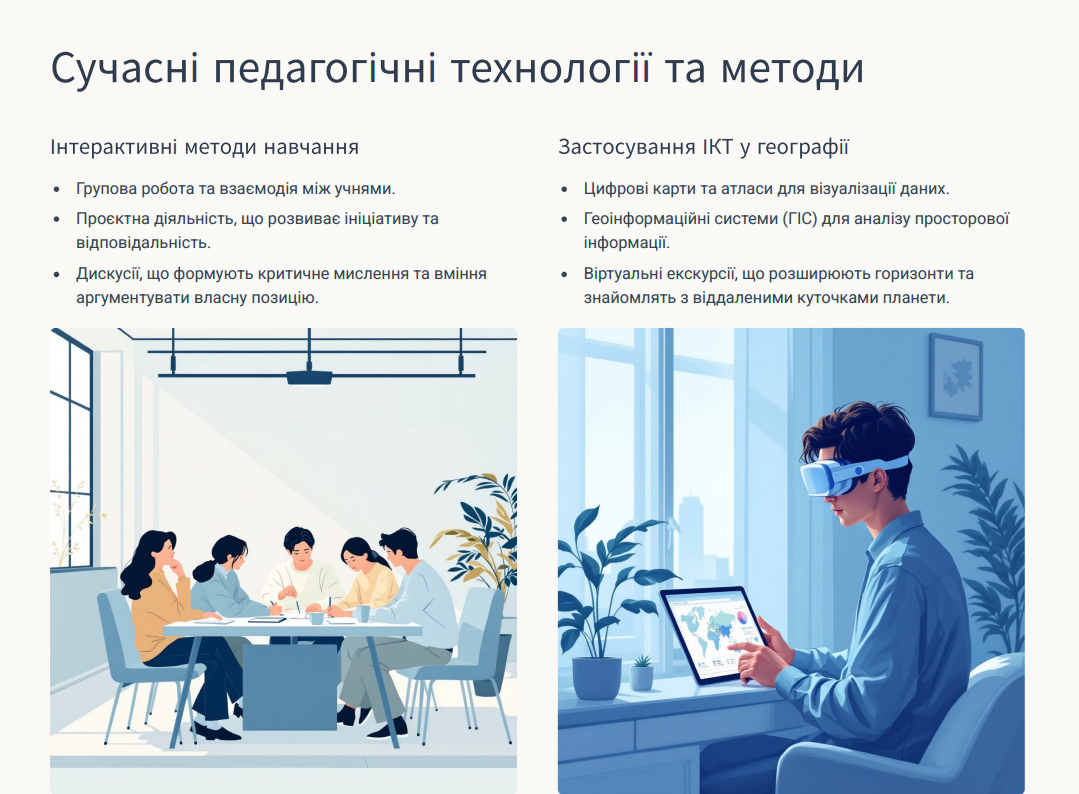 Сучасні педагогічні технології та методи
Інтерактивні методи навчання
Групова робота та взаємодія між учнями.
Проєктна діяльність, що розвиває ініціативу та
відповідальність.
Дискусії, що формують критичне мислення та вміння
аргументувати власну позицію.
Застосування ІКТ у географії
Цифрові карти та атласи для візуалізації даних.
Геоінформаційні системи (ГІС) для аналізу просторової
інформації.
Віртуальні екскурсії, що розширюють горизонти та
знайомлять з віддаленими куточками планети.